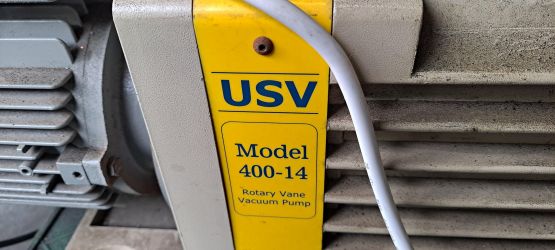 USV
Model
400-14
Rotary Vane
Vacuum Pump